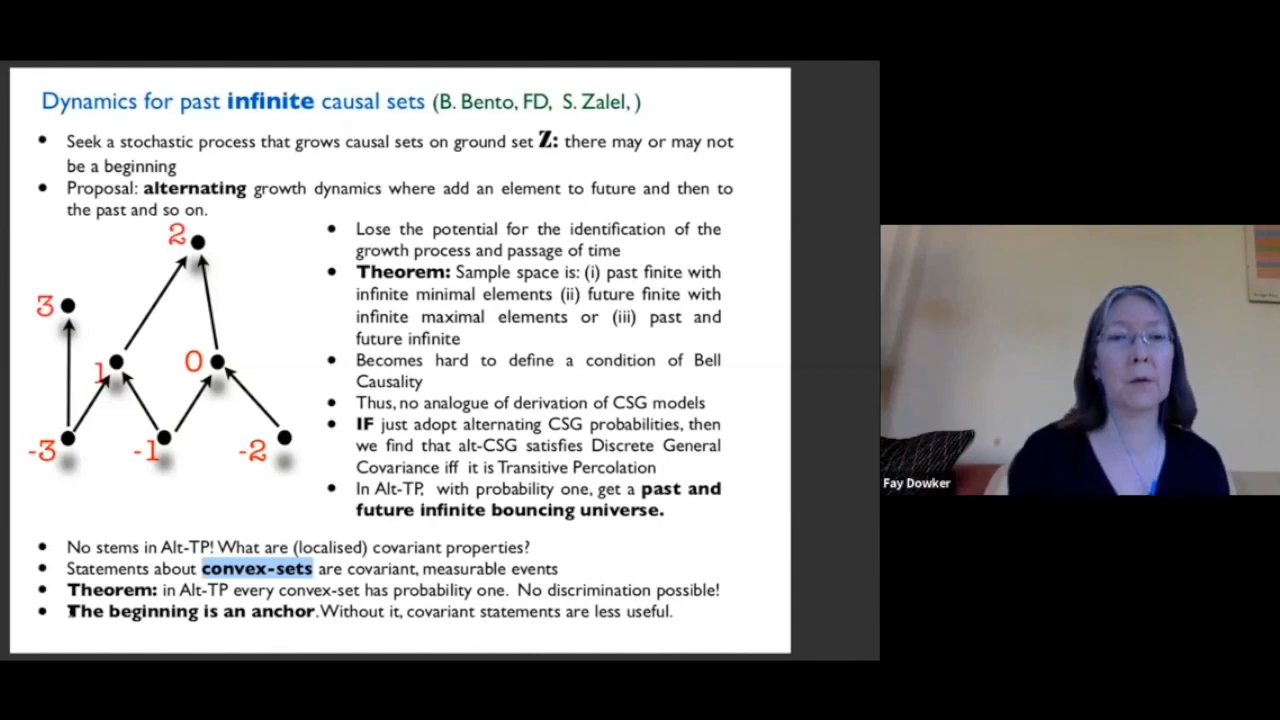 Dynamics for past infinite causal sets (B. Bento, FD, S. Zalel, )
• Seek a stochastic process that grows causal sets on ground set Z: there may or may not
be a beginning
• Proposal: alternating growth dynamics where add an element to future and then to
the past and so on.
2
3
1
0
-3
-1
-2
• Lose the potential for the identification of the
growth process and passage of time
• Theorem: Sample space is: (i) past finite with
infinite minimal elements (ii) future finite with
infinite maximal elements or (iii) past and
future infinite
• Becomes hard to define a condition of Bell
Causality
• Thus, no analogue of derivation of CSG models
• IF just adopt alternating CSG probabilities, then
we find that alt-CSG satisfies Discrete General
Covariance iff it is Transitive Percolation
• In Alt-TP, with probability one, get a past and
future infinite bouncing universe.
• No stems in Alt-TP! What are (localised) covariant properties?
• Statements about convex-sets are covariant, measurable events
• Theorem: in Alt-TP every convex-set has probability one. No discrimination possible!
• The beginning is an anchor. Without it, covariant statements are less useful.
Fay Dowker